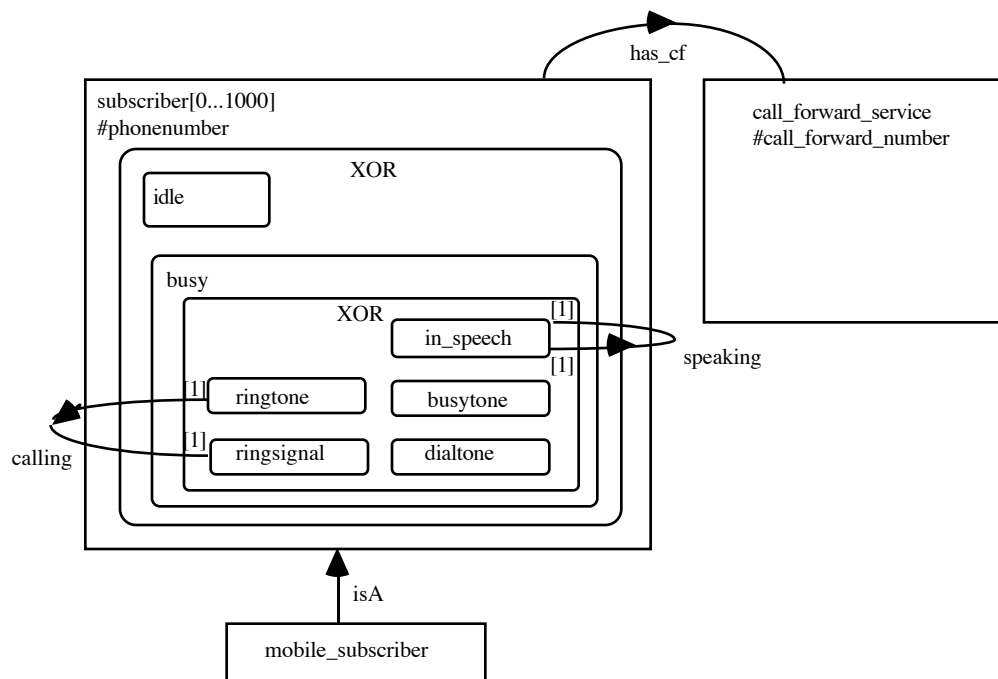 has_cf
subscriber[0...1000]
#phonenumber
call_forward_service
#call_forward_number
XOR
idle
busy
XOR
[1]
in_speech
[1]
speaking
[1]
ringtone
busytone
[1]
ringsignal
dialtone
calling
isA
mobile_subscriber